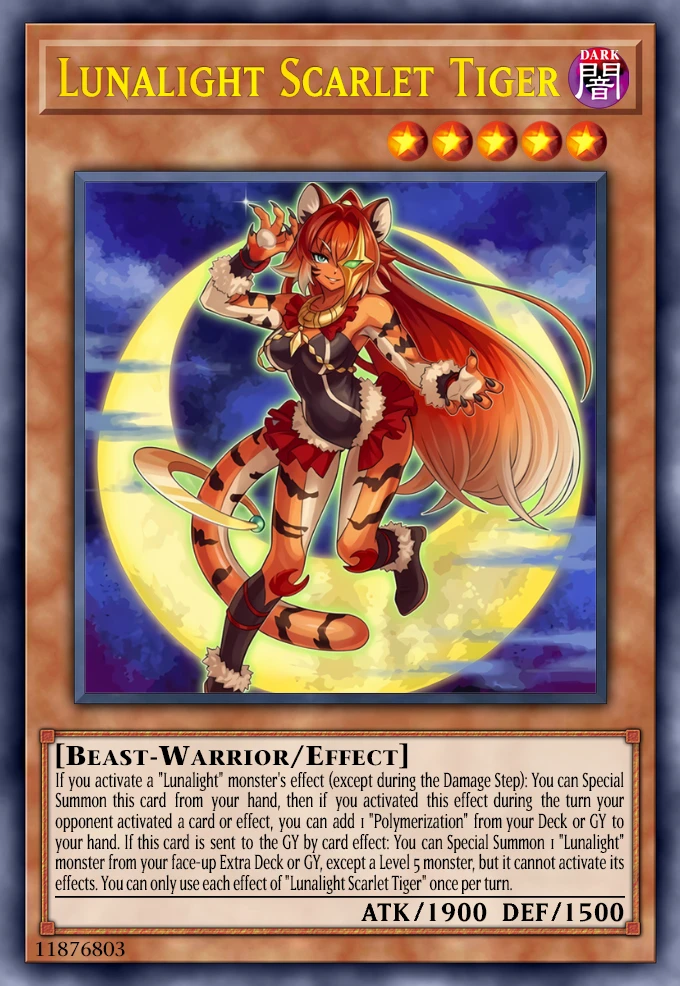 Lunalight Scarlet Tiger
DARK
闇
[Beast-Warrior/Effect]
If you activate a "Lunalight" monster's effect (except during the Damage Step): You can Special
Summon this card from your hand, then if you activated this effect during the turn your
opponent activated a card or effect, you can add 1 "Polymerization" from your Deck or GY to
your hand. If this card is sent to the GY by card effect: You can Special Summon 1 "Lunalight"
monster from your face-up Extra Deck or GY, except a Level 5 monster, but it cannot activate its
effects. You can only use each effect of "Lunalight Scarlet Tiger" once per turn.
ATK/1900 DEF/1500
11876803